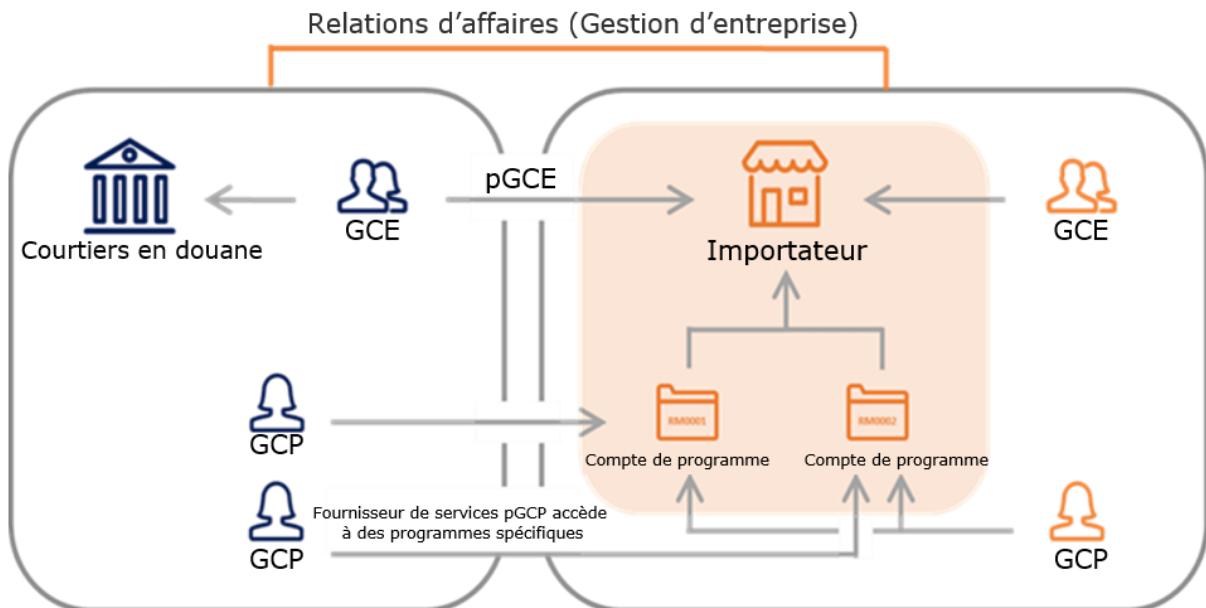 Relations d'affaires (Gestion d'entreprise)
Courtiers en douane
GCE
pGCE
Importateur
GCE
GCP
RM0001
RM0002
Compte de programme
Compte de programme
GCP
Fournisseur de services pGCP accède
à des programmes spécifiques
GCP